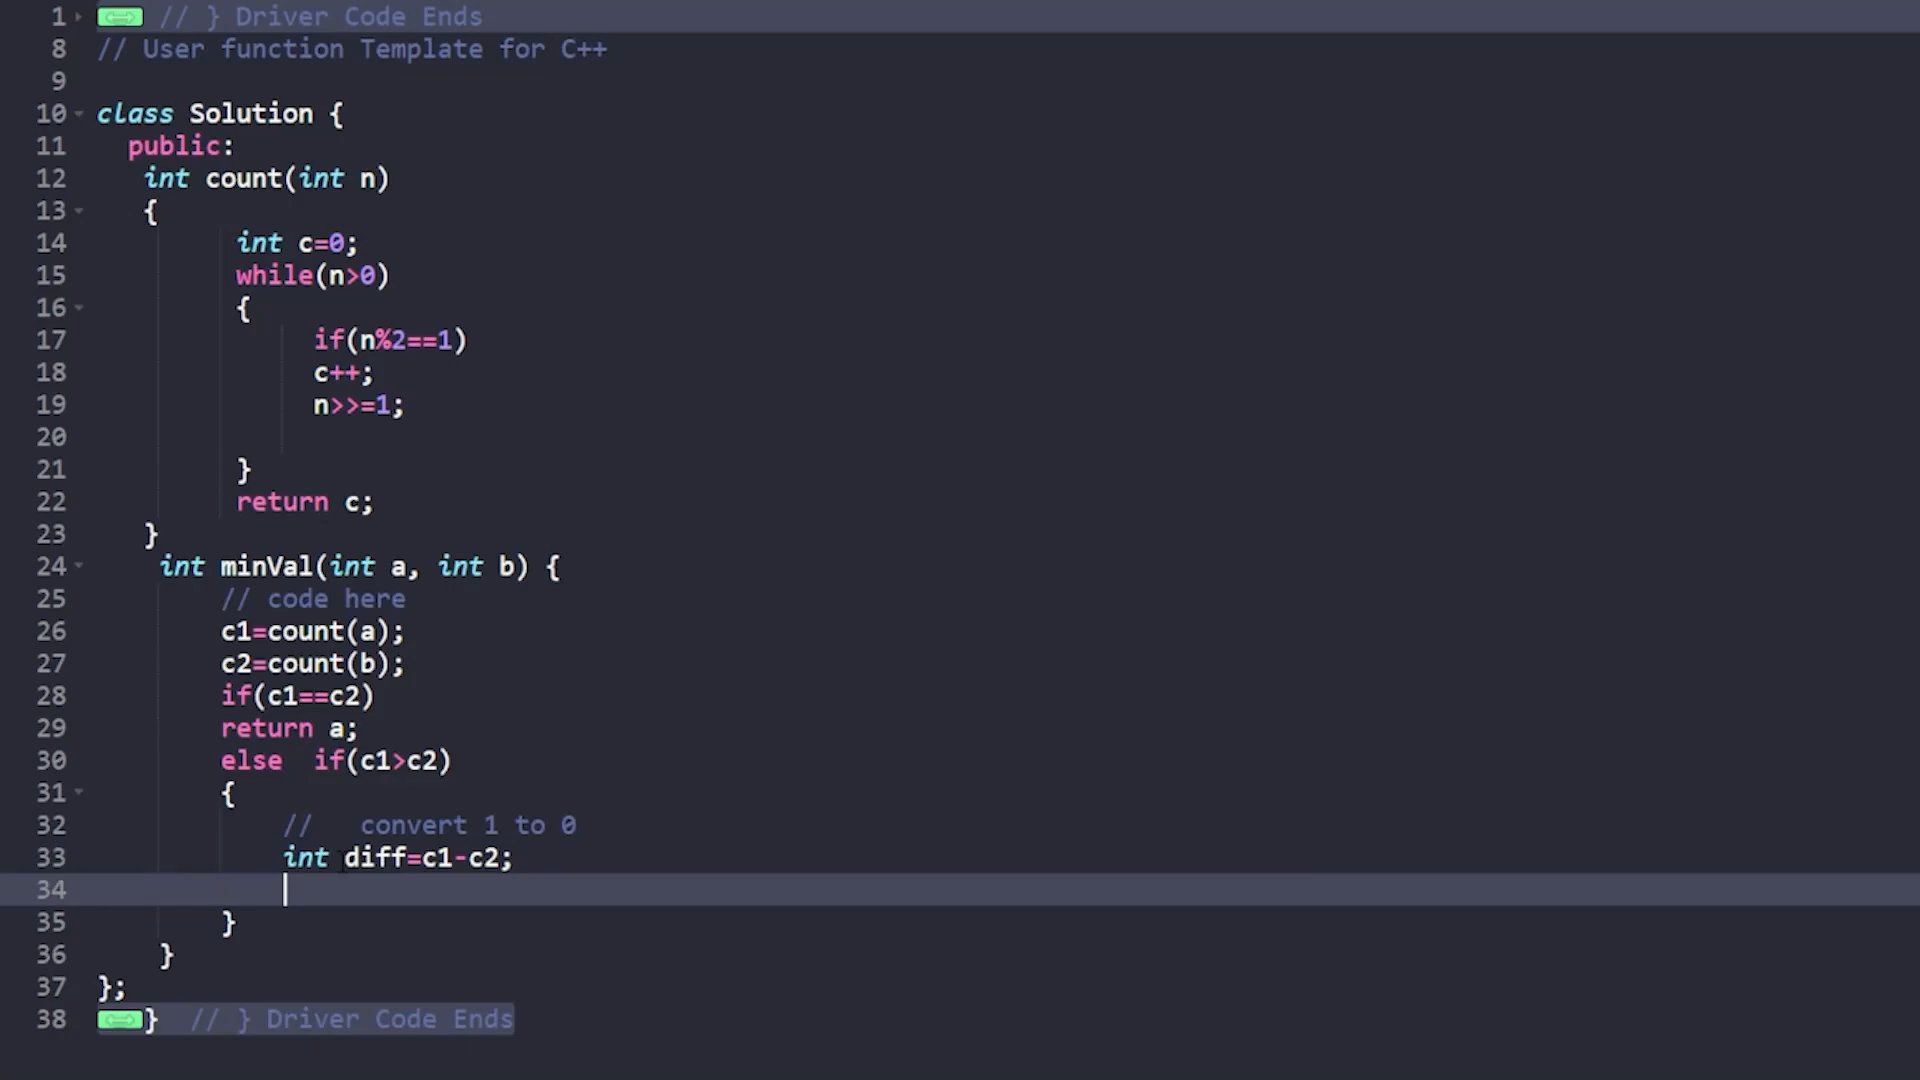 1 // } Driver Code Ends
8 // User function Template for C++
9
10 class Solution {
11 public:
12 int count(int n)
13 {
14 int c=0;
15 while(n>0)
16 {
17 if(n%2==1)
18 c++;
19 n>>=1;
20
21 }
22 return c;
23 }
24 int minVal(int a, int b) {
25 // code here
26 c1=count(a);
27 c2=count(b);
28 if(c1==c2)
29 return a;
30 else  if(c1>c2)
31 {
32 //   convert 1 to 0
33 int diff=c1-c2;
34
35 }
36 }
37 };
38 }  // } Driver Code Ends